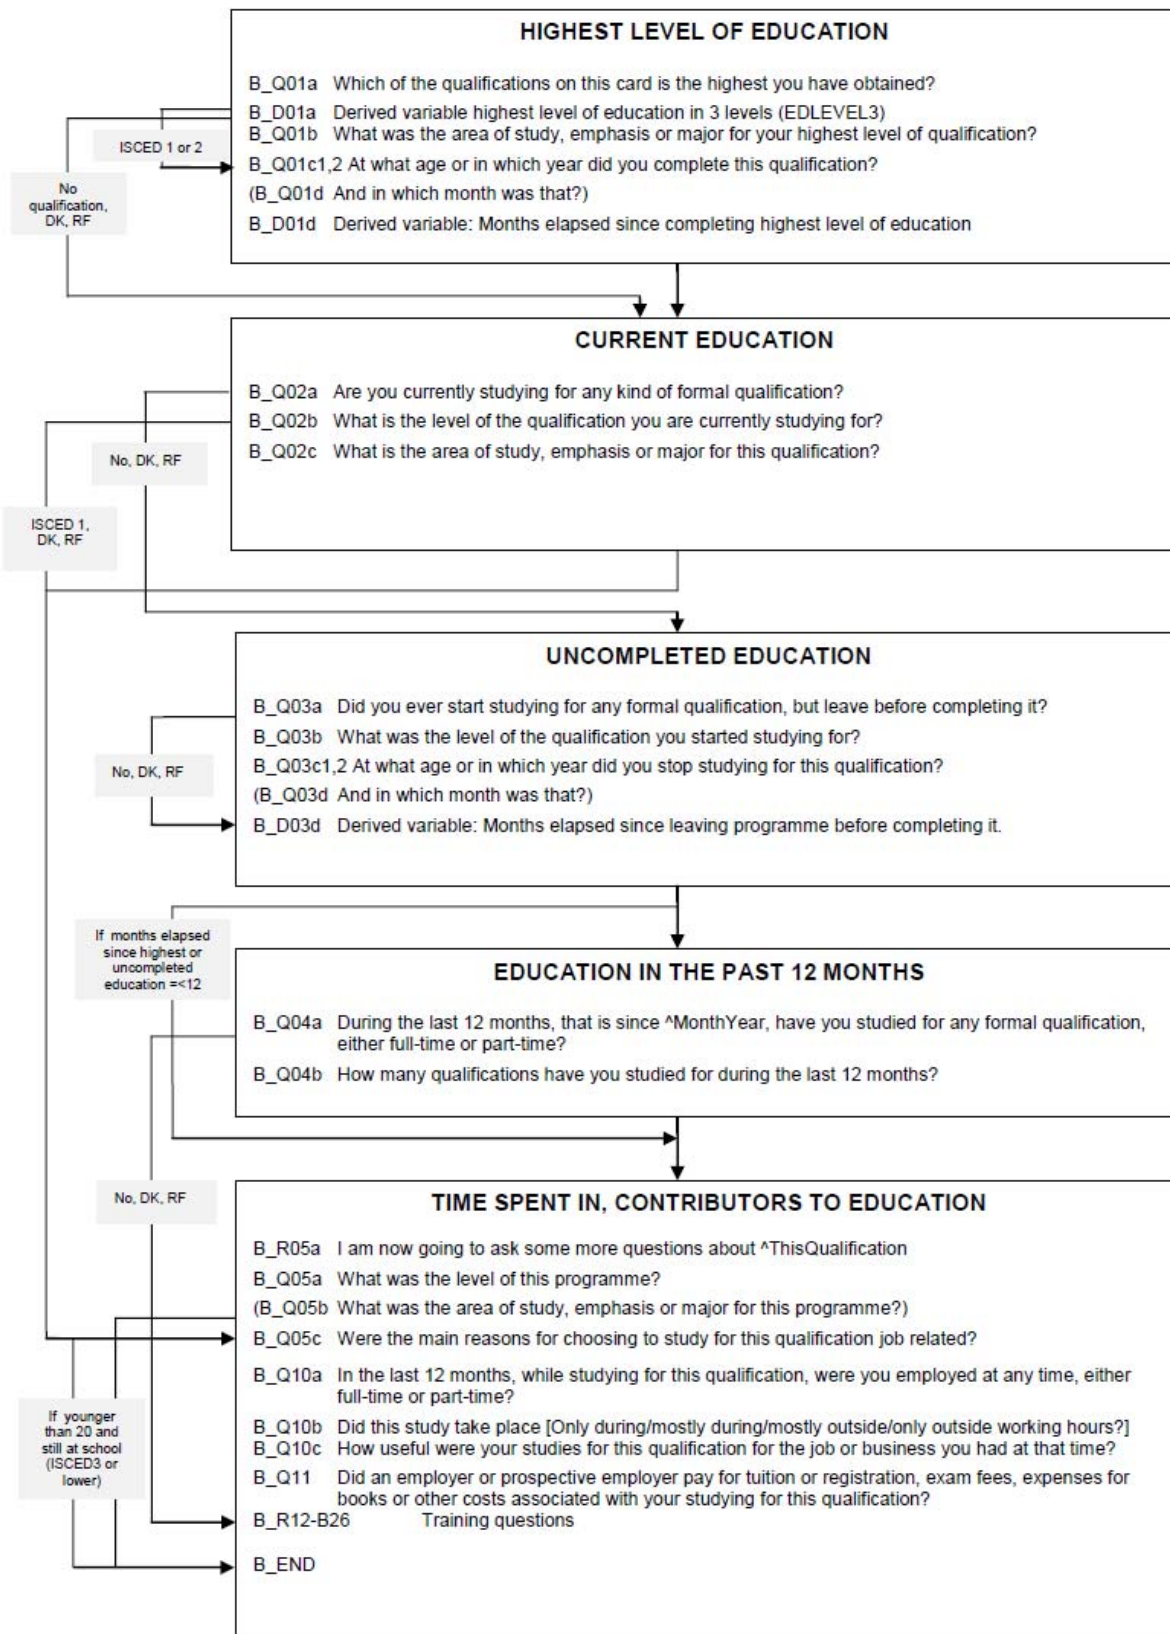 HIGHEST LEVEL OF EDUCATION
B_Q01a Which of the qualifications on this card is the highest you have obtained?
B_D01a Derived variable highest level of education in 3 levels (EDLEVEL3)
B_Q01b What was the area of study, emphasis or major for your highest level of qualification?
ISCED 1 or 2
B_Q01c1,2 At what age or in which year did you complete this qualification?
No
qualification,
DK, RF
(B_Q01d And in which month was that?)
B_D01d Derived variable: Months elapsed since completing highest level of education
CURRENT EDUCATION
B_Q02a Are you currently studying for any kind of formal qualification?
B_Q02b What is the level of the qualification you are currently studying for?
B_Q02c What is the area of study, emphasis or major for this qualification?
No, DK, RF
ISCED 1,
DK, RF
UNCOMPLETED EDUCATION
B_Q03a Did you ever start studying for any formal qualification, but leave before completing it?
B_Q03b What was the level of the qualification you started studying for?
B_Q03c1,2 At what age or in which year did you stop studying for this qualification?
No, DK, RF
(B_Q03d And in which month was that?)
B_D03d Derived variable: Months elapsed since leaving programme before completing it.
If months elapsed
since highest or
uncompleted
education =<12
EDUCATION IN THE PAST 12 MONTHS
B_Q04a During the last 12 months, that is since ^MonthYear, have you studied for any formal qualification,
either full-time or part-time?
B_Q04b How many qualifications have you studied for during the last 12 months?
No, DK, RF
TIME SPENT IN, CONTRIBUTORS TO EDUCATION
B_R05a I am now going to ask some more questions about ^ThisQualification
B_Q05a What was the level of this programme?
(B_Q05b What was the area of study, emphasis or major for this programme?)
B_Q05c Were the main reasons for choosing to study for this qualification job related?
B_Q10a In the last 12 months, while studying for this qualification, were you employed at any time, either
full-time or part-time?
If younger
than 20 and
still at school
(ISCED3 or
lower)
B_Q10b Did this study take place [Only during/mostly during/mostly outside/only outside working hours?]
B_Q10c How useful were your studies for this qualification for the job or business you had at that time?
B_Q11 Did an employer or prospective employer pay for tuition or registration, exam fees, expenses for
books or other costs associated with your studying for this qualification?
B_R12-B26 Training questions
B_END